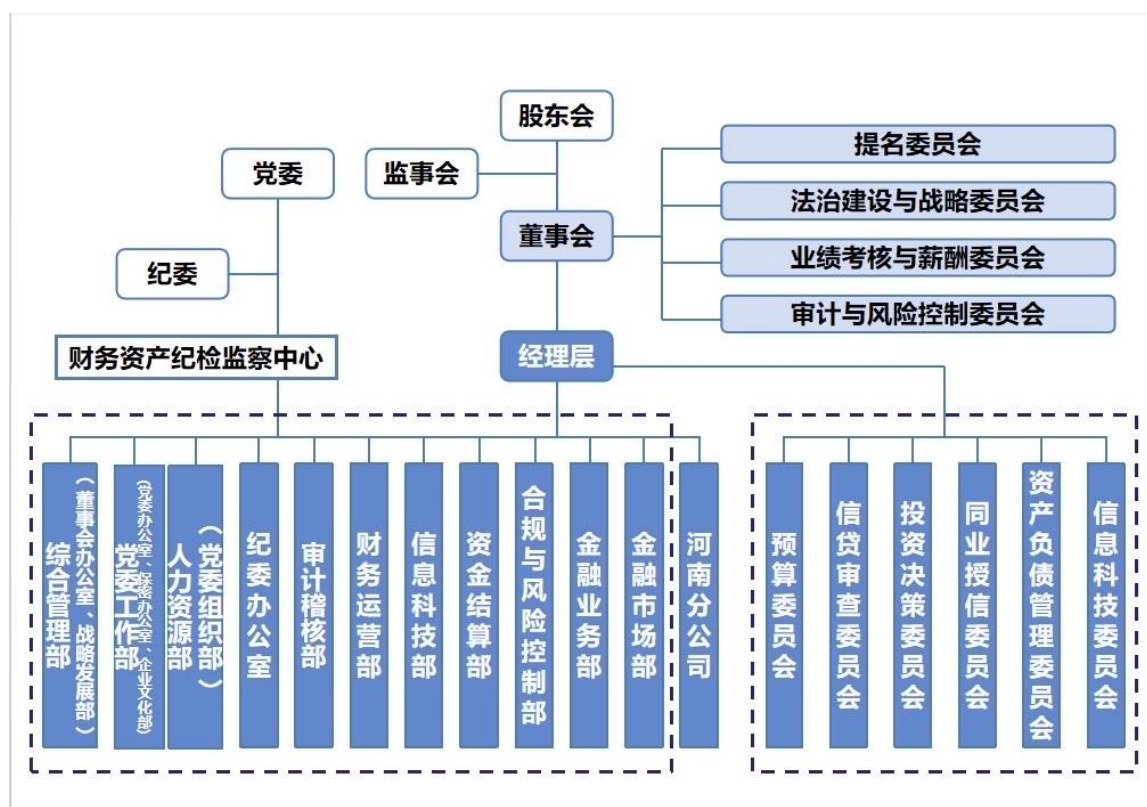 股东会
党委
监事会
提名委员会
法治建设与战略委员会
董事会
纪委
业绩考核与薪酬委员会
审计与风险控制委员会
财务资产纪检监察中心
经理层
综合管理部
(董事会办公室、战略发展部)
党委工作部
(党委办公室、保密办公室、企业文化部)
人力资源部
(党委组织部)
纪委办公室
审计稽核部
财务运营部
信息科技部
资金结算部
合规与风险控制部
金融业务部
金融市场部
河南分公司
预算委员会
信贷审查委员会
投资决策委员会
同业授信委员会
资产负债管理委员会
信息科技委员会